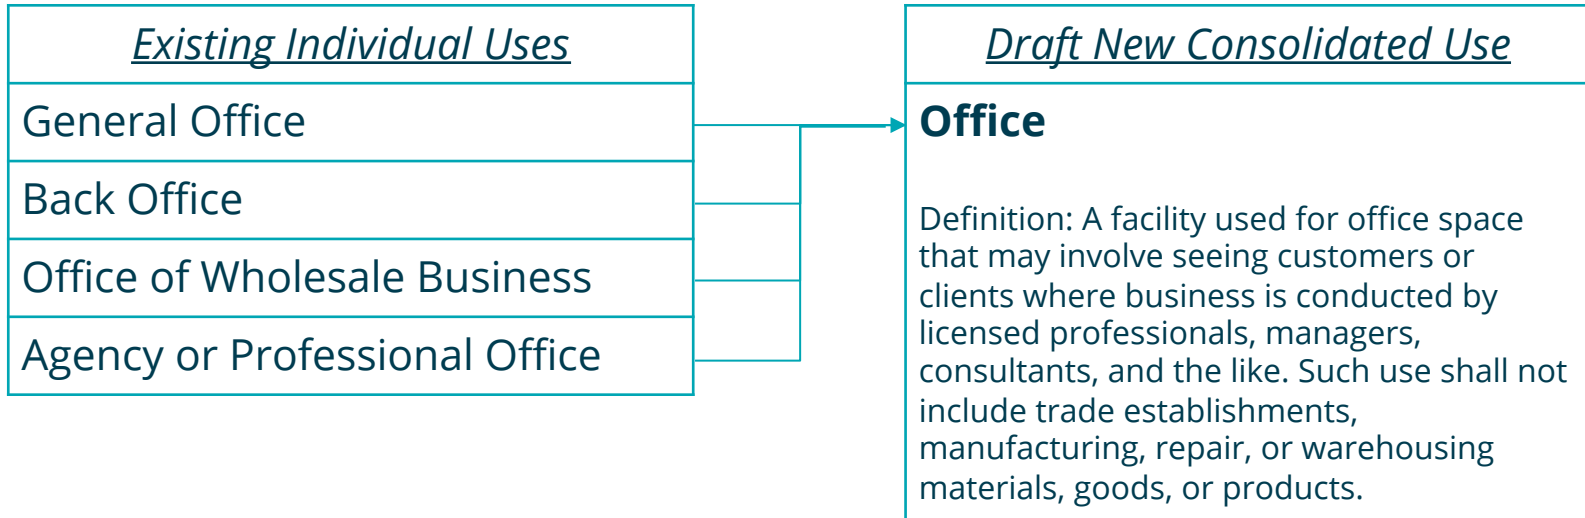 Existing Individual Uses
General Office
Back Office
Office of Wholesale Business
Agency or Professional Office
Draft New Consolidated Use
Office
Definition: A facility used for office space
that may involve seeing customers or
clients where business is conducted by
licensed professionals, managers,
consultants, and the like. Such use shall not
include trade establishments,
manufacturing, repair, or warehousing
materials, goods, or products.